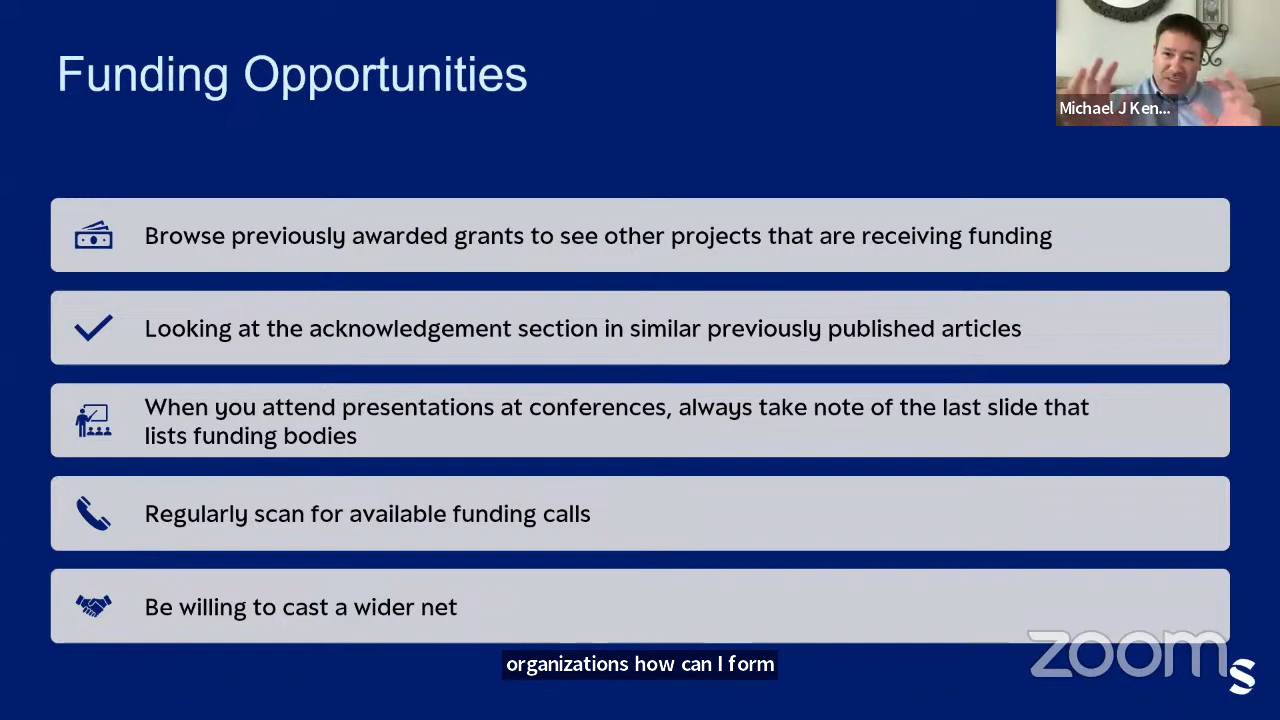 Funding Opportunities
Michael J Ken...
Browse previously awarded grants to see other projects that are receiving funding
Looking at the acknowledgement section in similar previously published articles
When you attend presentations at conferences, always take note of the last slide that
lists funding bodies
Regularly scan for available funding calls
Be willing to cast a wider net
zoom
S
organizations how can I form